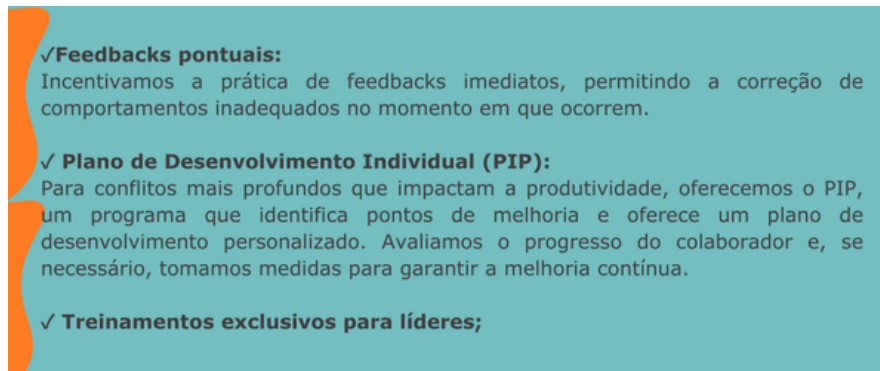 ✓Feedbacks pontuais:
Incentivamos a prática de feedbacks imediatos, permitindo a correção de
comportamentos inadequados no momento em que ocorrem.
✓ Plano de Desenvolvimento Individual (PIP):
Para conflitos mais profundos que impactam a produtividade, oferecemos o PIP,
um programa que identifica pontos de melhoria e oferece um plano de
desenvolvimento personalizado. Avaliamos o progresso do colaborador e, se
necessário, tomamos medidas para garantir a melhoria contínua.
✓ Treinamentos exclusivos para líderes;